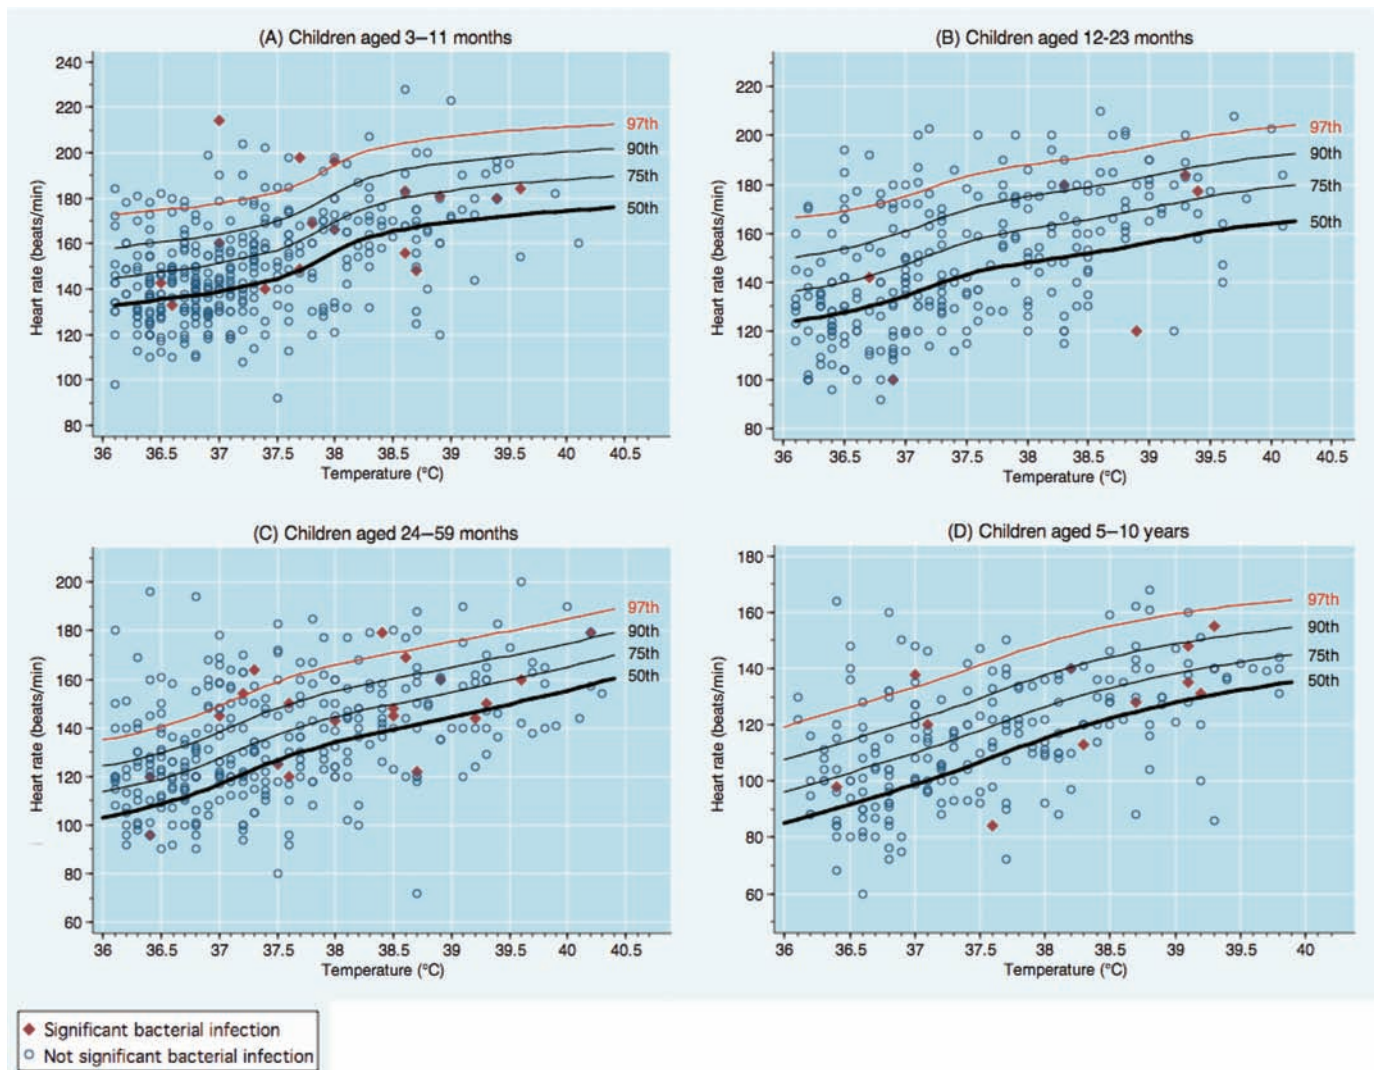 (A) Children aged 3–11 months
240
220
200
180
160
140
120
100
80
Heart rate (beats/min)
97th
90th
75th
50th
36 36.5 37 37.5 38 38.5 39 39.5 40 40.5
Temperature (°C)
(B) Children aged 12-23 months
220
200
180
160
140
120
100
80
Heart rate (beats/min)
97th
90th
75th
50th
36 36.5 37 37.5 38 38.5 39 39.5 40 40.5
Temperature (°C)
(C) Children aged 24–59 months
200
180
160
140
120
100
80
60
Heart rate (beats/min)
97th
90th
75th
50th
36 36.5 37 37.5 38 38.5 39 39.5 40 40.5
Temperature (°C)
(D) Children aged 5–10 years
180
160
140
120
100
80
60
Heart rate (beats/min)
97th
90th
75th
50th
36 36.5 37 37.5 38 38.5 39 39.5 40
Temperature (°C)
Significant bacterial infection
Not significant bacterial infection